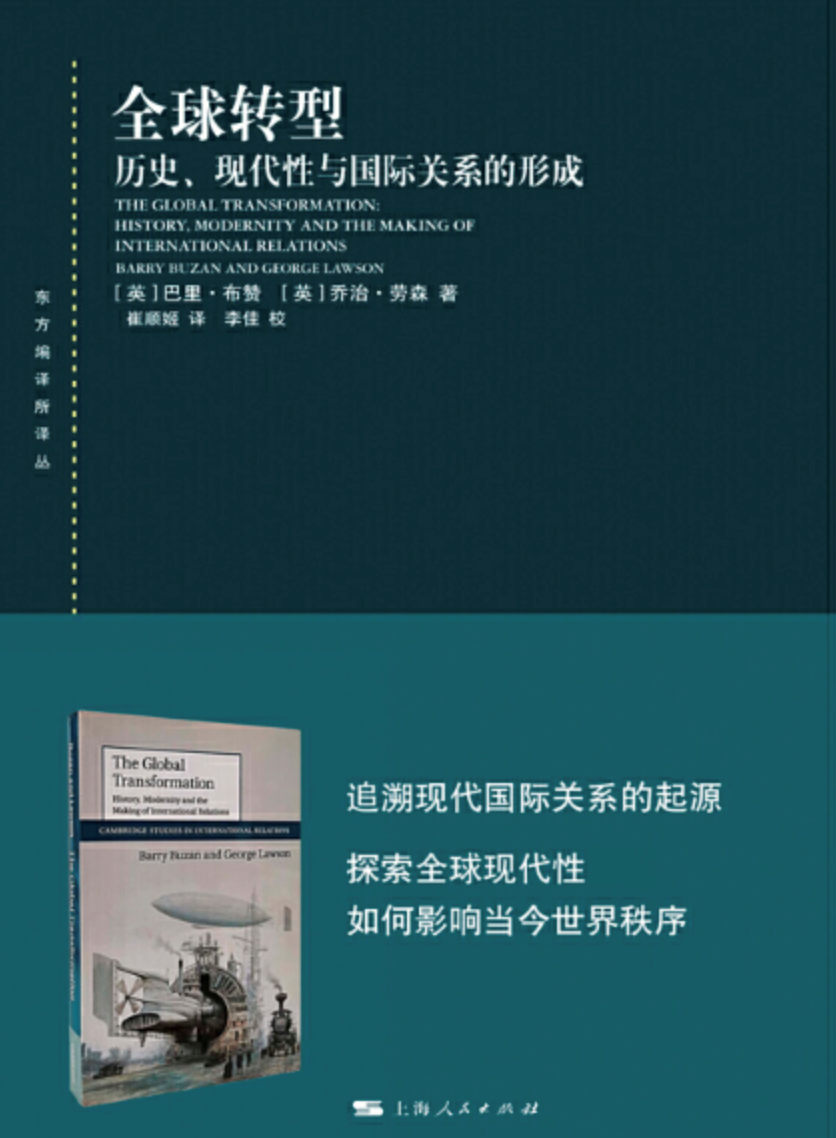 全球转型
历史、现代性与国际关系的形成
THE GLOBAL TRANSFORMATION:
HISTORY, MODERNITY AND THE MAKING OF
INTERNATIONAL RELATIONS
BARRY BUZAN AND GEORGE LAWSON
[英]巴里·布赞 [英]乔治·劳森 著
崔顺姬 译 李佳 校
东方编译所译丛
The Global
Transformation
History, Modernity and the
Making of International Relations
CAMBRIDGE STUDIES IN INTERNATIONAL RELATIONS
Barry Buzan and George Lawson
Buzan and Lawson The Global Transformation
追溯现代国际关系的起源
探索全球现代性
如何影响当今世界秩序
上海人民出版社